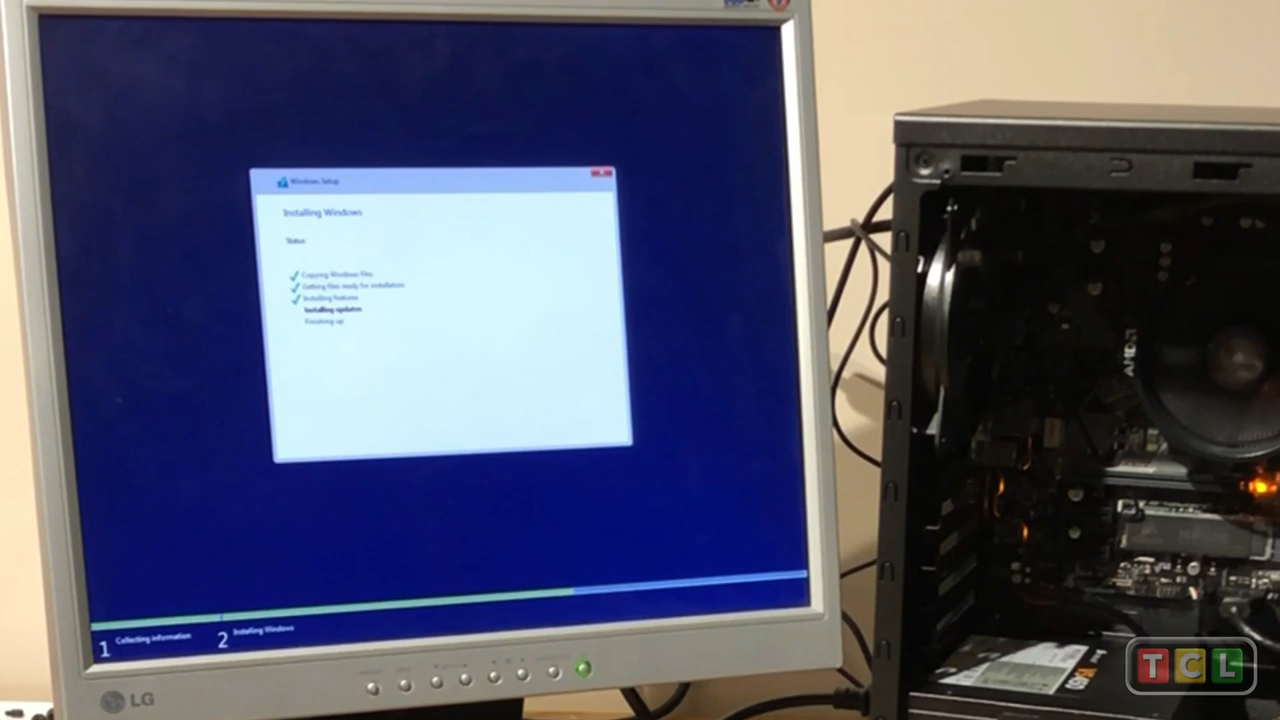 Windows Setup
Installing Windows
Status
Copying Windows files
Getting files ready for installation
Installing features
Installing updates
Finishing up
1 Collecting information
2 Installing Windows
LG
AMD
TCL